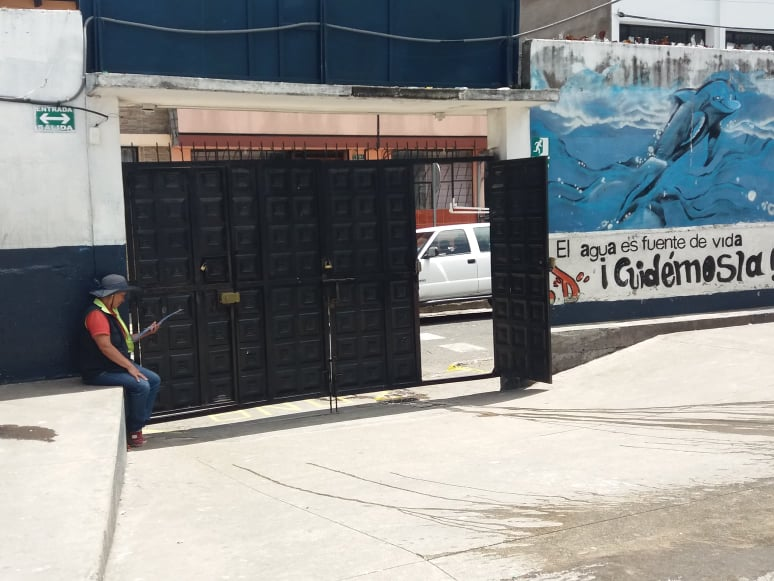 ENTRADA
SALIDA
El agua es fuente de vida
¡Cuidémosla